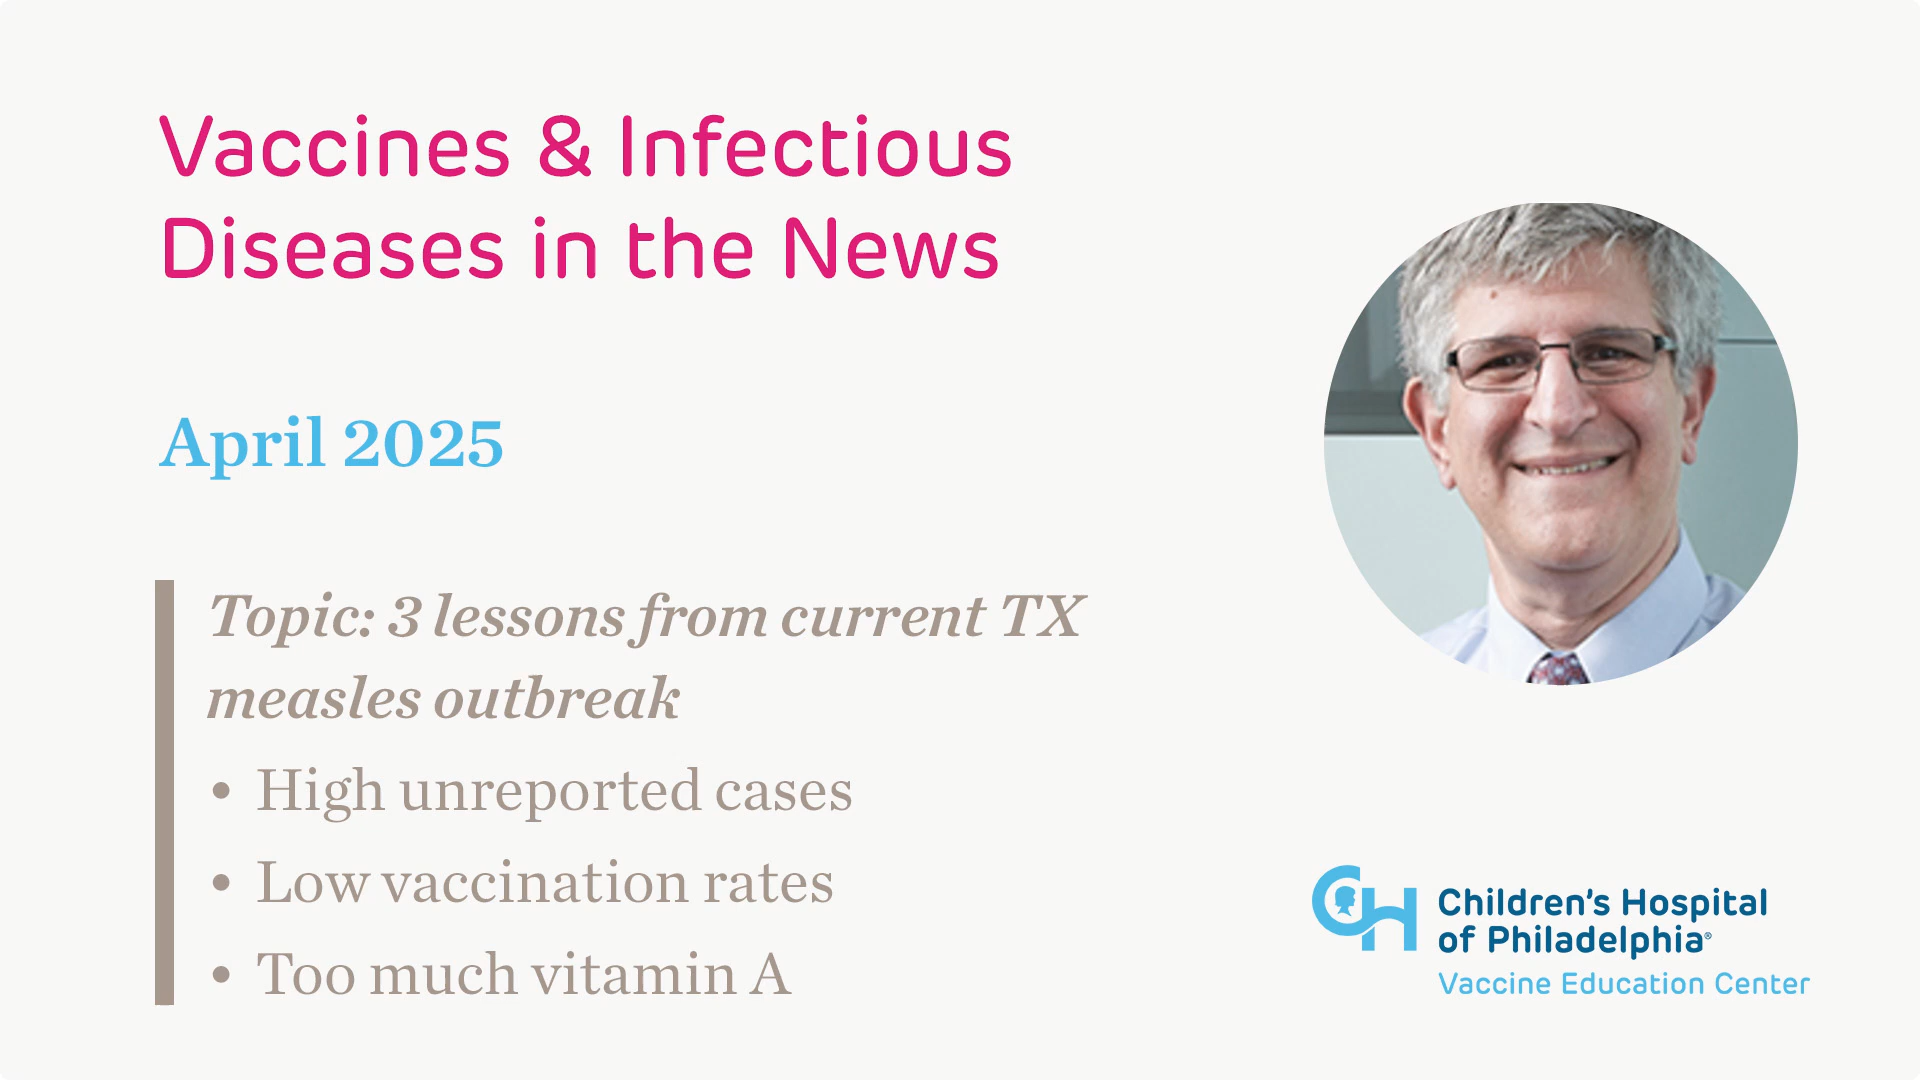 Vaccines & Infectious
Diseases in the News
April 2025
Topic: 3 lessons from current TX
measles outbreak
• High unreported cases
• Low vaccination rates
• Too much vitamin A
CH
Children's Hospital
of Philadelphia®
Vaccine Education Center